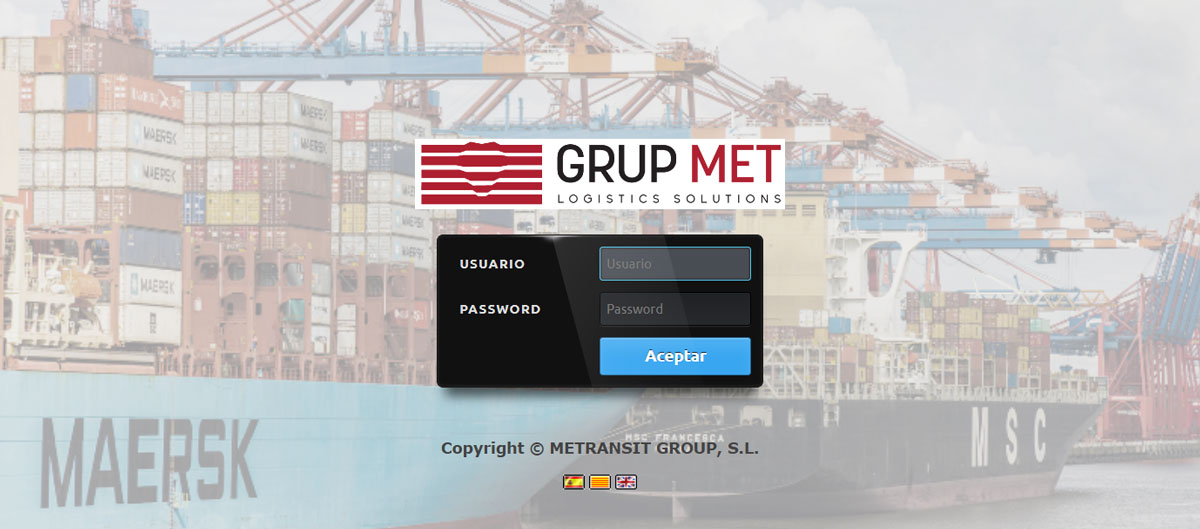 MAERSK
MAERSK
MAERSK
MAERSK
GRUP MET
LOGISTICS SOLUTIONS
USUARIO
Usuario
PASSWORD
Password
Aceptar
MAERSK
MSC
MSC FRANCESCA
Copyright © METRANSIT GROUP, S.L.